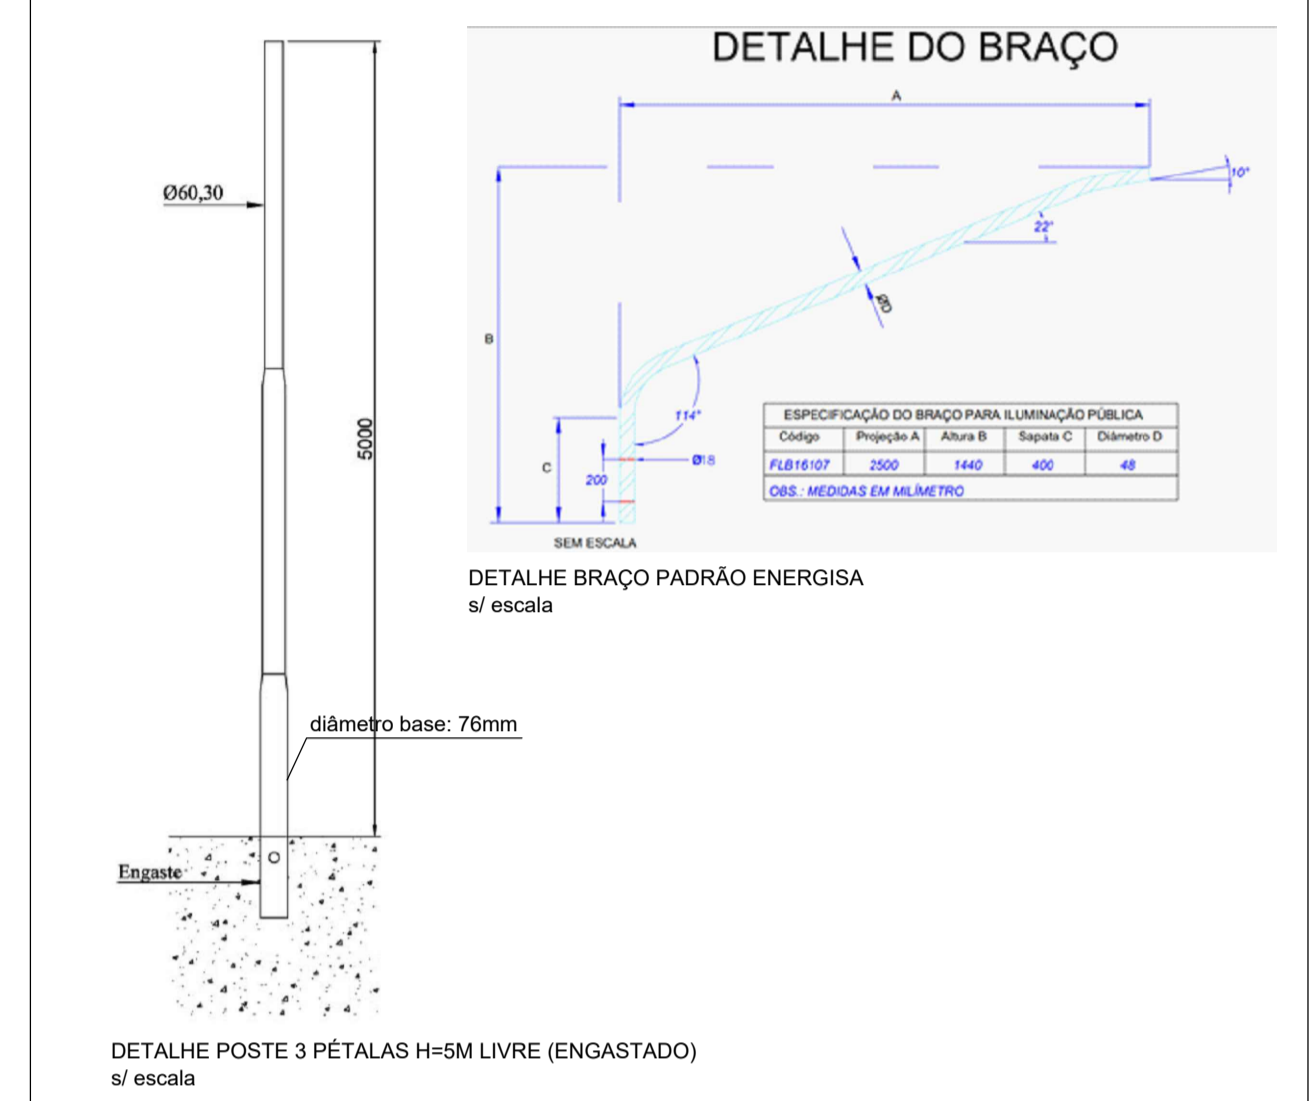 DETALHE DO BRAÇO
A
Ø60,30
10°
22°
ØD
B
5000
114°
C
200
Ø18
ESPECIFICAÇÃO DO BRAÇO PARA ILUMINAÇÃO PÚBLICA
Código Projeção A Altura B Sapata C Diâmetro D
FLB16107 2500 1440 400 48
OBS.: MEDIDAS EM MILÍMETRO
SEM ESCALA
DETALHE BRAÇO PADRÃO ENERGISA
s/ escala
diâmetro base: 76mm
Engaste
DETALHE POSTE 3 PÉTALAS H=5M LIVRE (ENGASTADO)
s/ escala